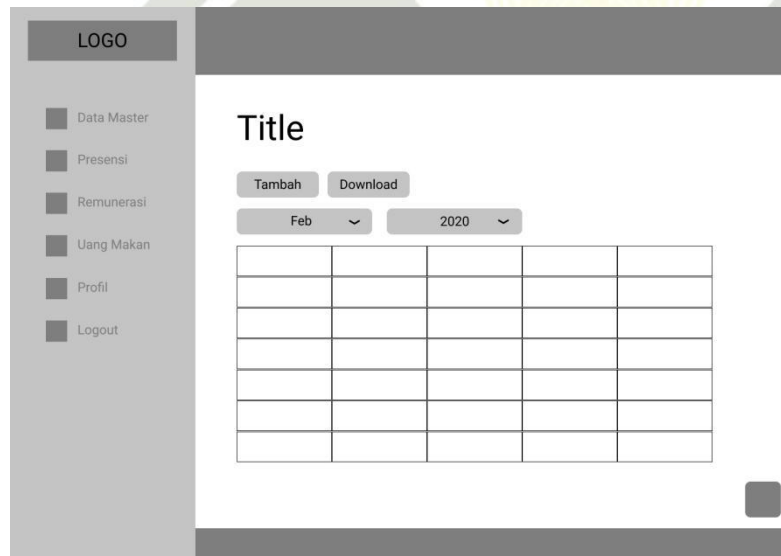 LOGO
Data Master
Presensi
Remunerasi
Uang Makan
Profil
Logout
Title
Tambah Download
Feb 2020